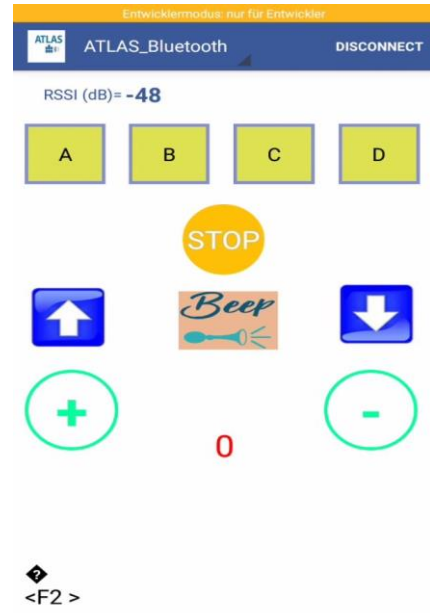 Entwicklermodus: nur für Entwickler
ATLAS ATLAS_Bluetooth DISCONNECT
RSSI (dB)= -48
A B C D
STOP
Beep
+ -
0
�
<F2 >